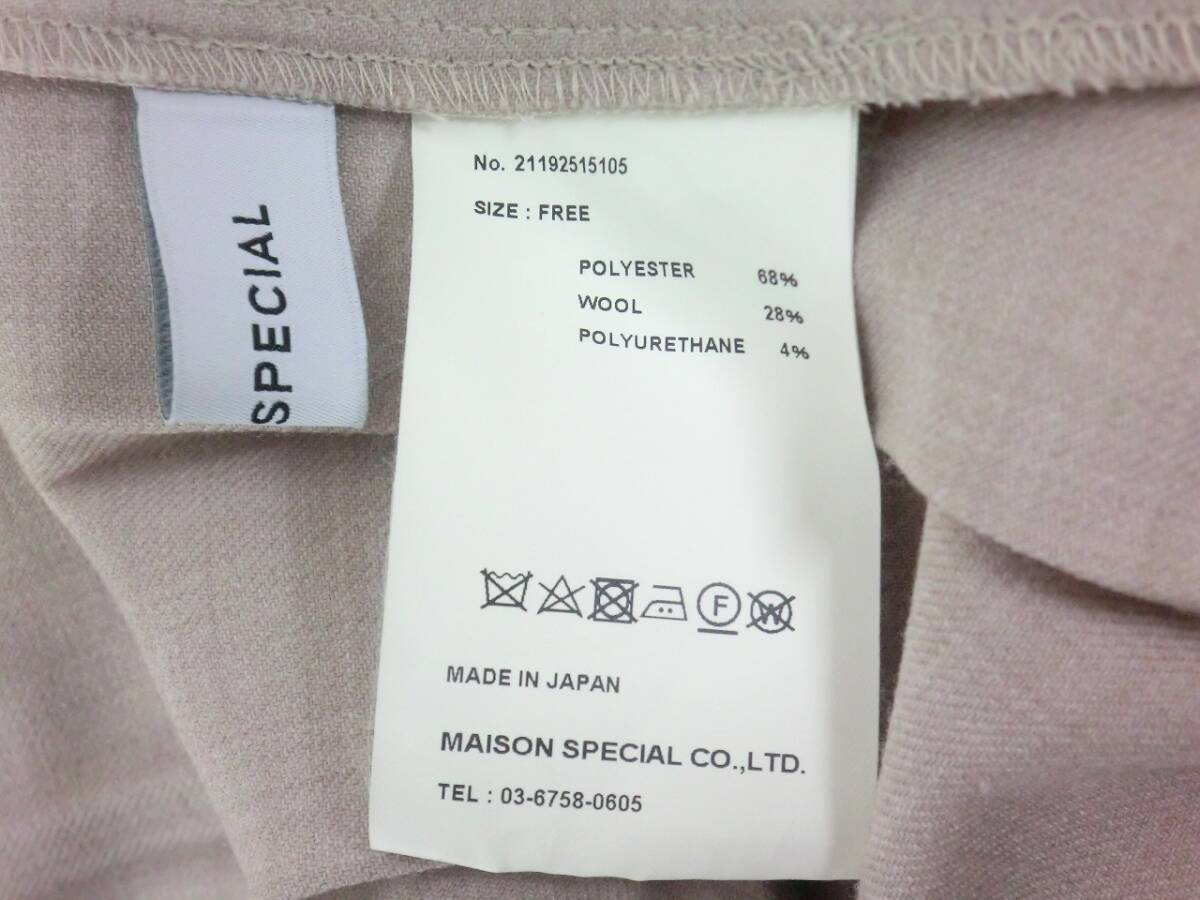 SPECIAL
No. 21192515105
SIZE : FREE
POLYESTER 68%
WOOL 28%
POLYURETHANE 4%
F W
MADE IN JAPAN
MAISON SPECIAL CO.,LTD.
TEL : 03-6758-0605